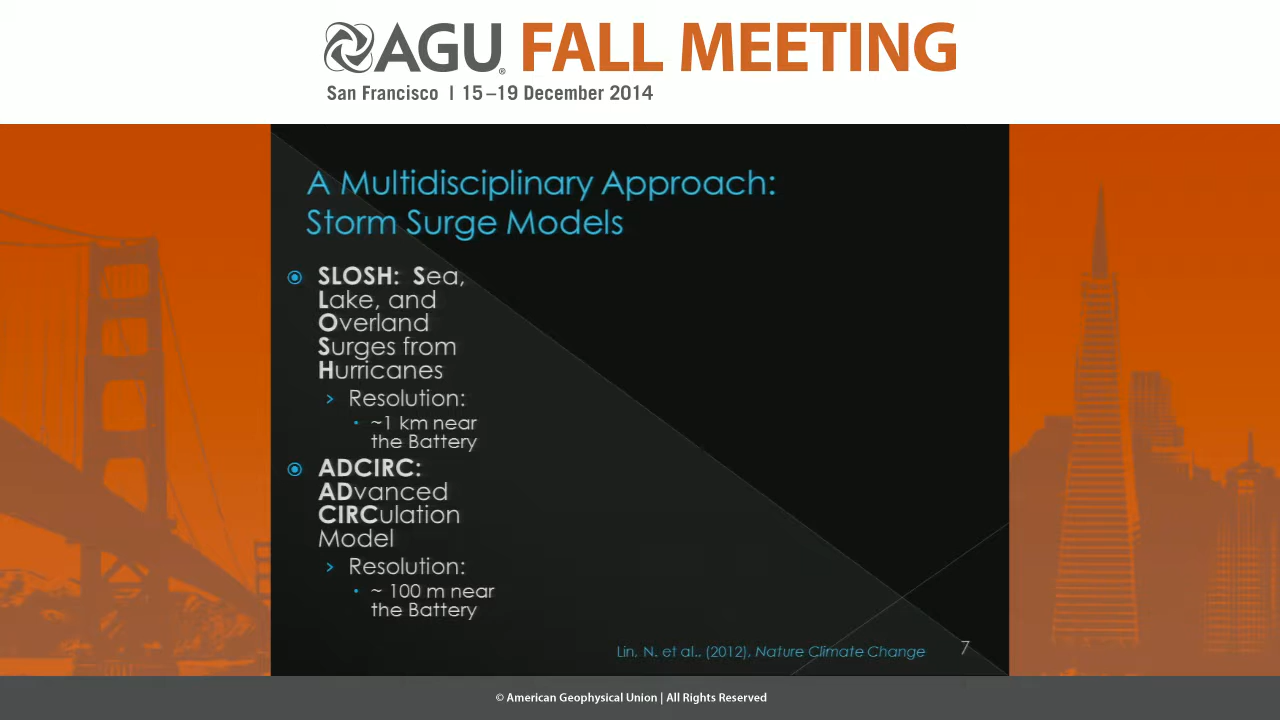 AGU® FALL MEETING
San Francisco | 15–19 December 2014
A Multidisciplinary Approach:
Storm Surge Models
SLOSH: Sea,
Lake, and
Overland
Surges from
Hurricanes
Resolution:
~1 km near
the Battery
ADCIRC:
ADvanced
CIRCulation
Model
Resolution:
~ 100 m near
the Battery
Lin, N. et al., (2012), Nature Climate Change
7
© American Geophysical Union | All Rights Reserved